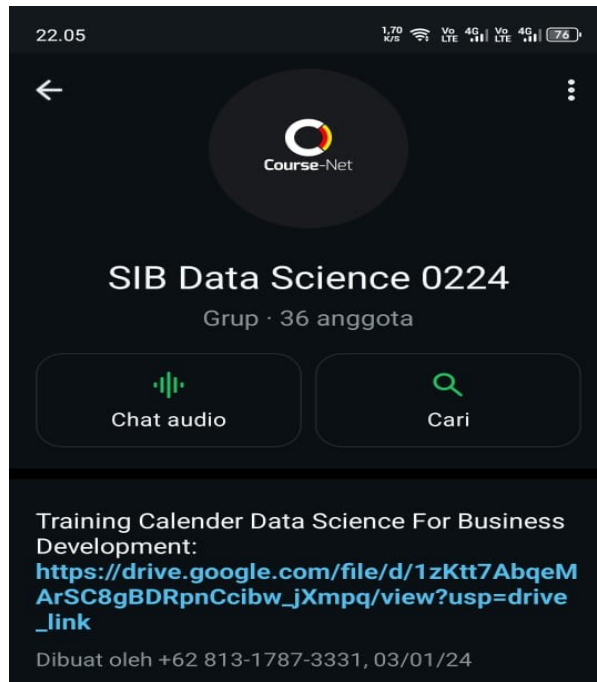 22.05
1,70 K/S Vo LTE 4G Vo LTE 4G 76
Course-Net
SIB Data Science 0224
Grup · 36 anggota
Chat audio
Cari
Training Calender Data Science For Business
Development:
https://drive.google.com/file/d/1zKtt7AbqeM
ArSC8gBDRpnCcibw_jXmpq/view?usp=drive
_link
Dibuat oleh +62 813-1787-3331, 03/01/24